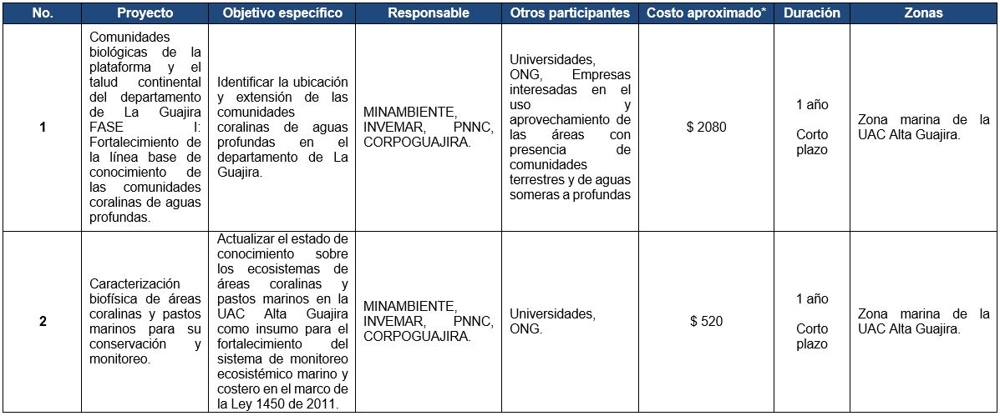 No. Proyecto Objetivo específico Responsable Otros participantes Costo aproximado* Duración Zonas
1
Comunidades
biológicas de la
plataforma y el
talud continental
del departamento
de La Guajira
FASE I:
Fortalecimiento de
la línea base de
conocimiento de
las comunidades
coralinas de aguas
profundas.
Identificar la ubicación
y extensión de las
comunidades
coralinas de aguas
profundas en el
departamento de La
Guajira.
MINAMBIENTE,
INVEMAR, PNNC,
CORPOGUAJIRA.
Universidades,
ONG, Empresas
interesadas en el
uso y
aprovechamiento de
las áreas con
presencia de
comunidades
terrestres y de aguas
someras a profundas
$ 2080
1 año
Corto
plazo
Zona marina de la
UAC Alta Guajira.
2
Caracterización
biofísica de áreas
coralinas y pastos
marinos para su
conservación y
monitoreo.
Actualizar el estado de
conocimiento sobre
los ecosistemas de
áreas coralinas y
pastos marinos en la
UAC Alta Guajira
como insumo para el
fortalecimiento del
sistema de monitoreo
ecosistémico marino y
costero en el marco de
la Ley 1450 de 2011.
MINAMBIENTE,
INVEMAR, PNNC,
CORPOGUAJIRA.
Universidades,
ONG.
$ 520
1 año
Corto
plazo
Zona marina de la
UAC Alta Guajira.